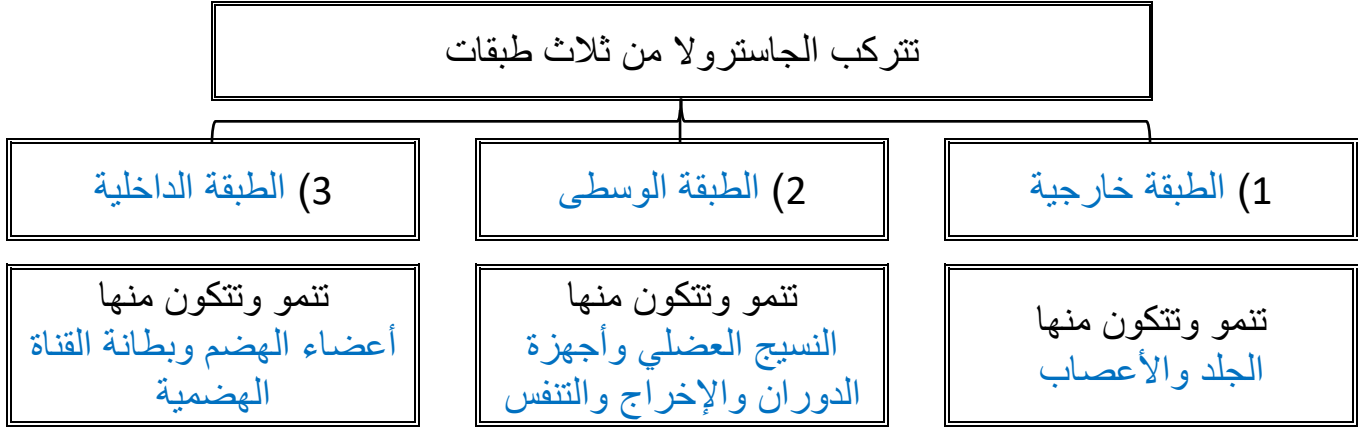 تتركب الجاسترولا من ثلاث طبقات
1) الطبقة خارجية
2) الطبقة الوسطى
3) الطبقة الداخلية
تنمو وتتكون منها
الجلد والأعصاب
تنمو وتتكون منها
النسيج العضلي وأجهزة
الدوران والإخراج والتنفس
تنمو وتتكون منها
أعضاء الهضم وبطانة القناة
الهضمية